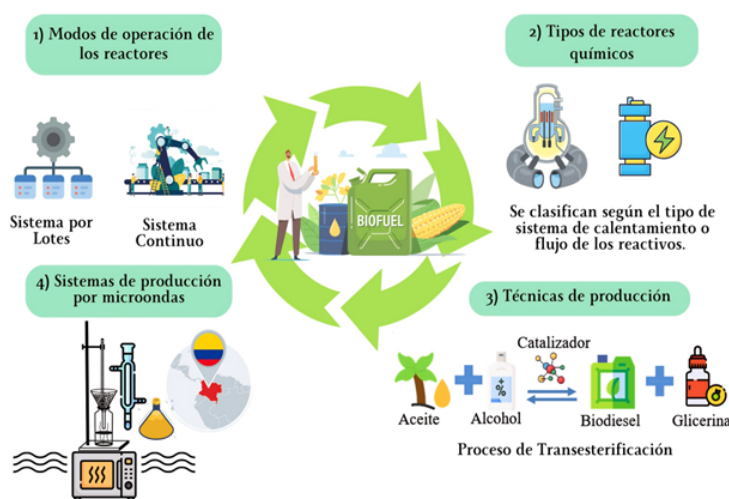 1) Modos de operación de
los reactores
Sistema por
Lotes
Sistema
Continuo
2) Tipos de reactores
químicos
Se clasifican según el tipo de
sistema de calentamiento o
flujo de los reactivos.
BIOFUEL
4) Sistemas de producción
por microondas
3) Técnicas de producción
Catalizador
Aceite
Alcohol
Biodiesel
Glicerina
Proceso de Transesterificación